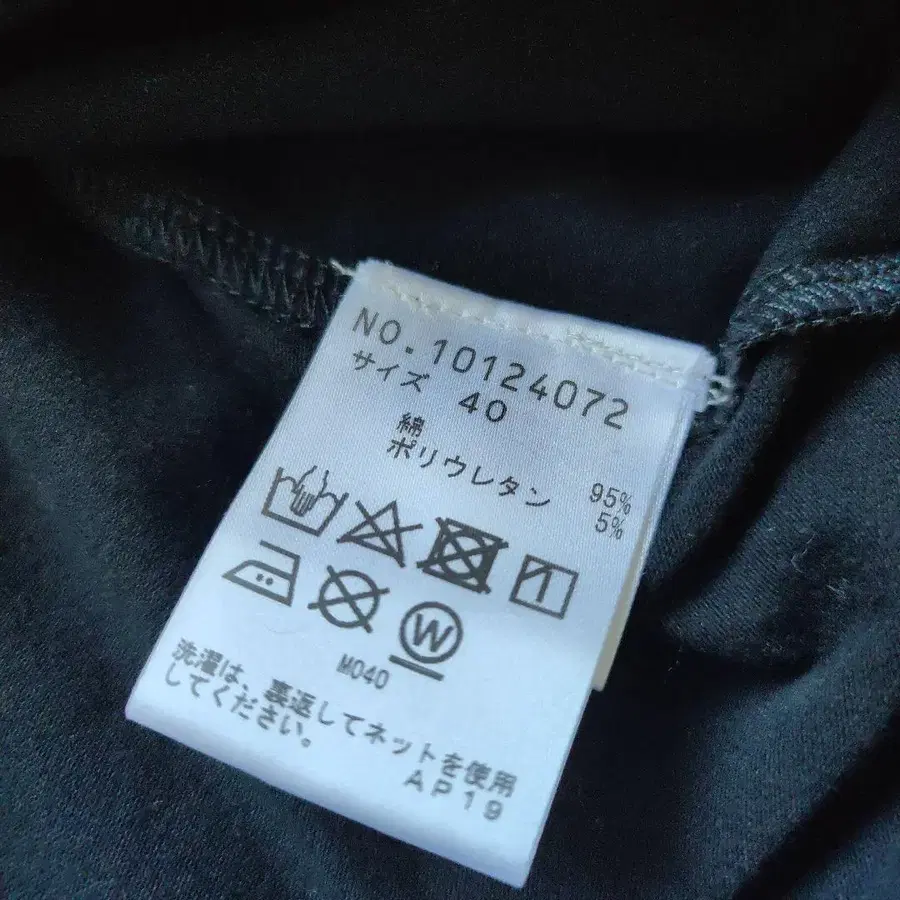 NO.10124072
サイズ 40
綿 95%
ポリウレタン 5%
W
M040
洗濯は、裏返してネットを使用
してください。
AP19